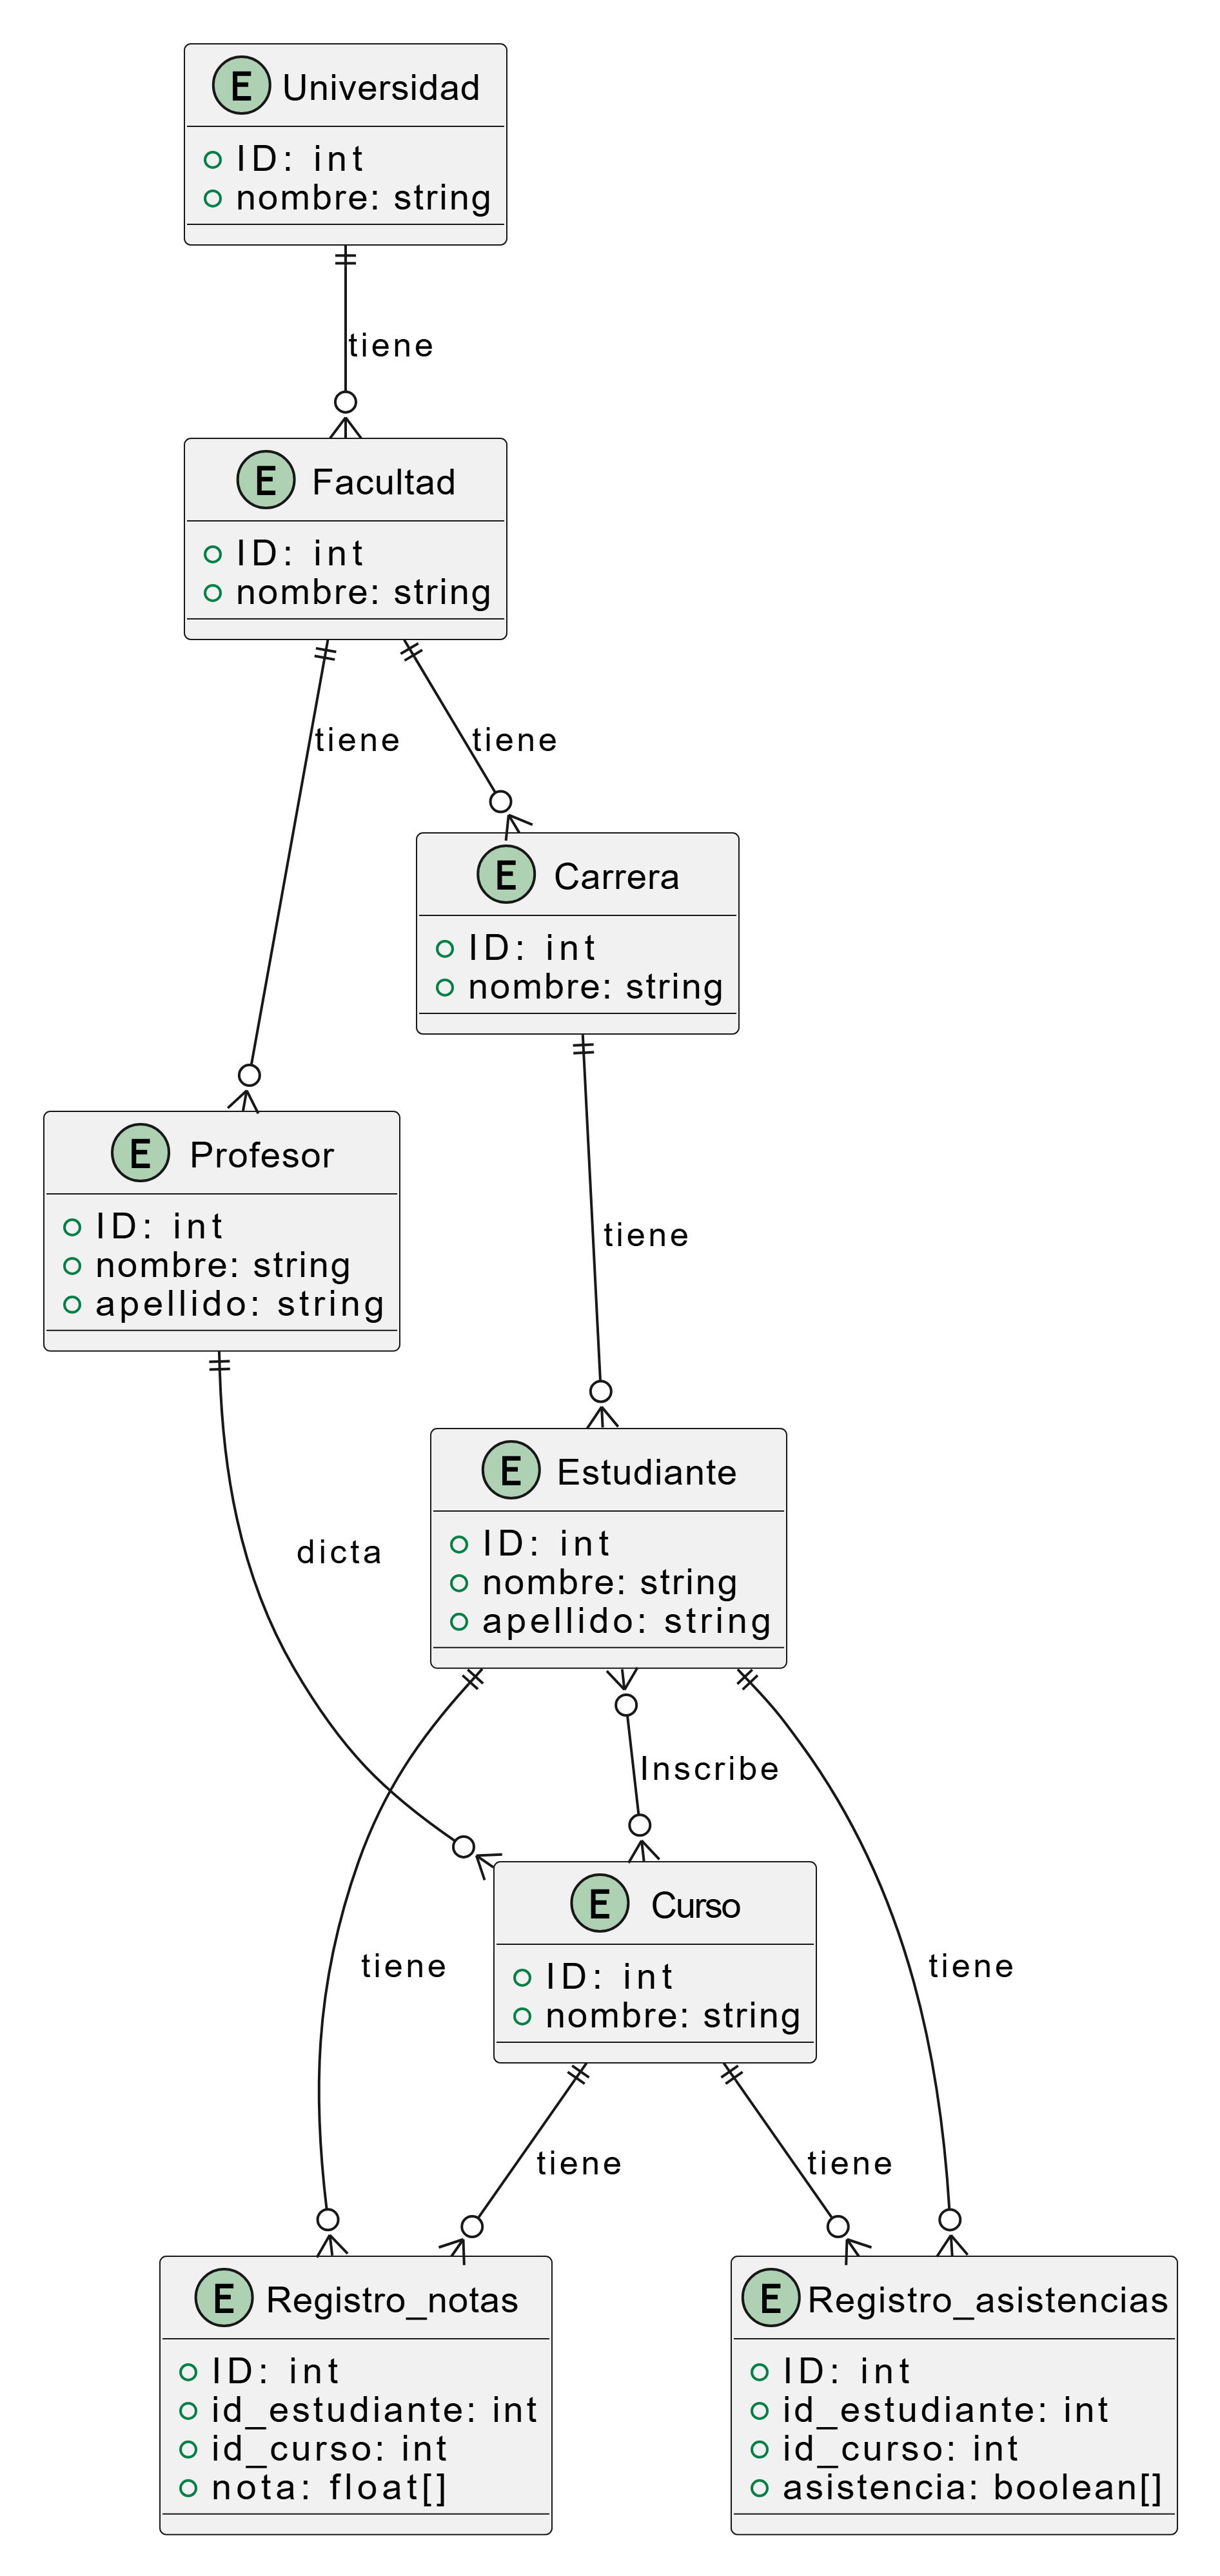 E Universidad
ID: int
nombre: string
tiene
E Facultad
ID: int
nombre: string
tiene
tiene
E Carrera
ID: int
nombre: string
E Profesor
ID: int
nombre: string
apellido: string
tiene
E Estudiante
ID: int
nombre: string
apellido: string
dicta
Inscribe
E Curso
ID: int
nombre: string
tiene
tiene
tiene
tiene
E Registro_notas
ID: int
id_estudiante: int
id_curso: int
nota: float[]
E Registro_asistencias
ID: int
id_estudiante: int
id_curso: int
asistencia: boolean[]